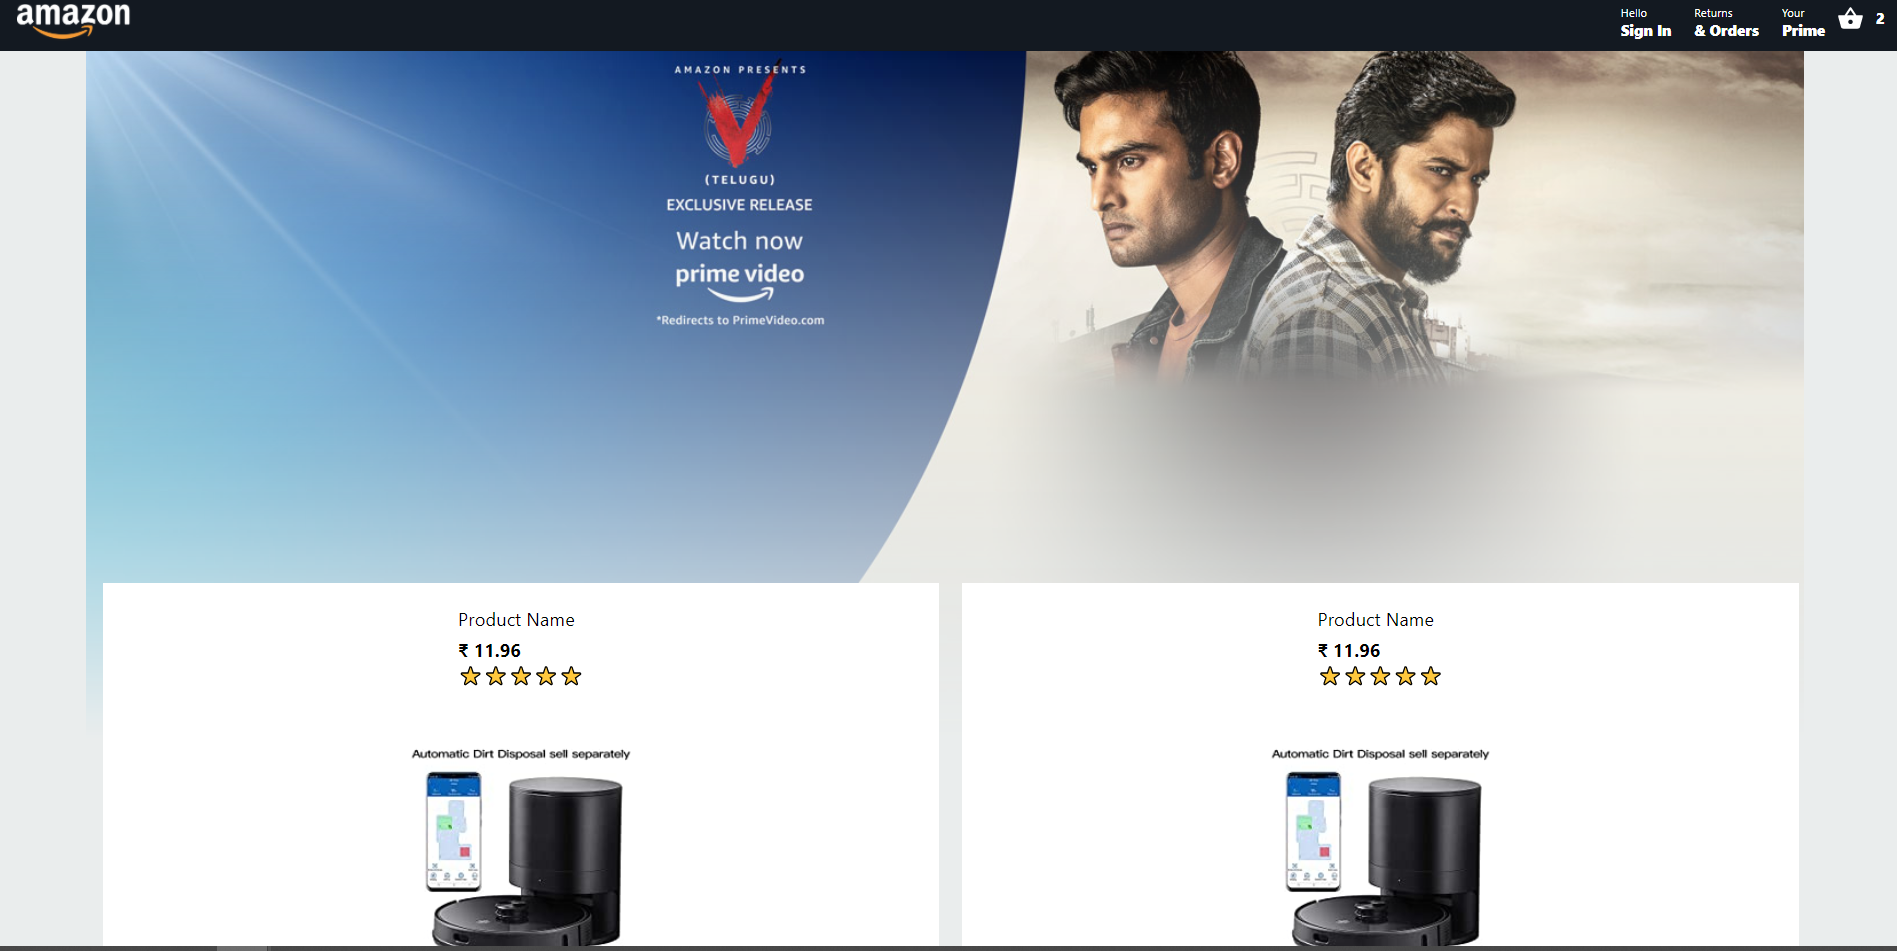 amazon
Hello
Sign In
Returns
& Orders
Your
Prime
2
AMAZON PRESENTS
V
(TELUGU)
EXCLUSIVE RELEASE
Watch now
prime video
*Redirects to PrimeVideo.com
Product Name
₹ 11.96
Automatic Dirt Disposal sell separately
Product Name
₹ 11.96
Automatic Dirt Disposal sell separately